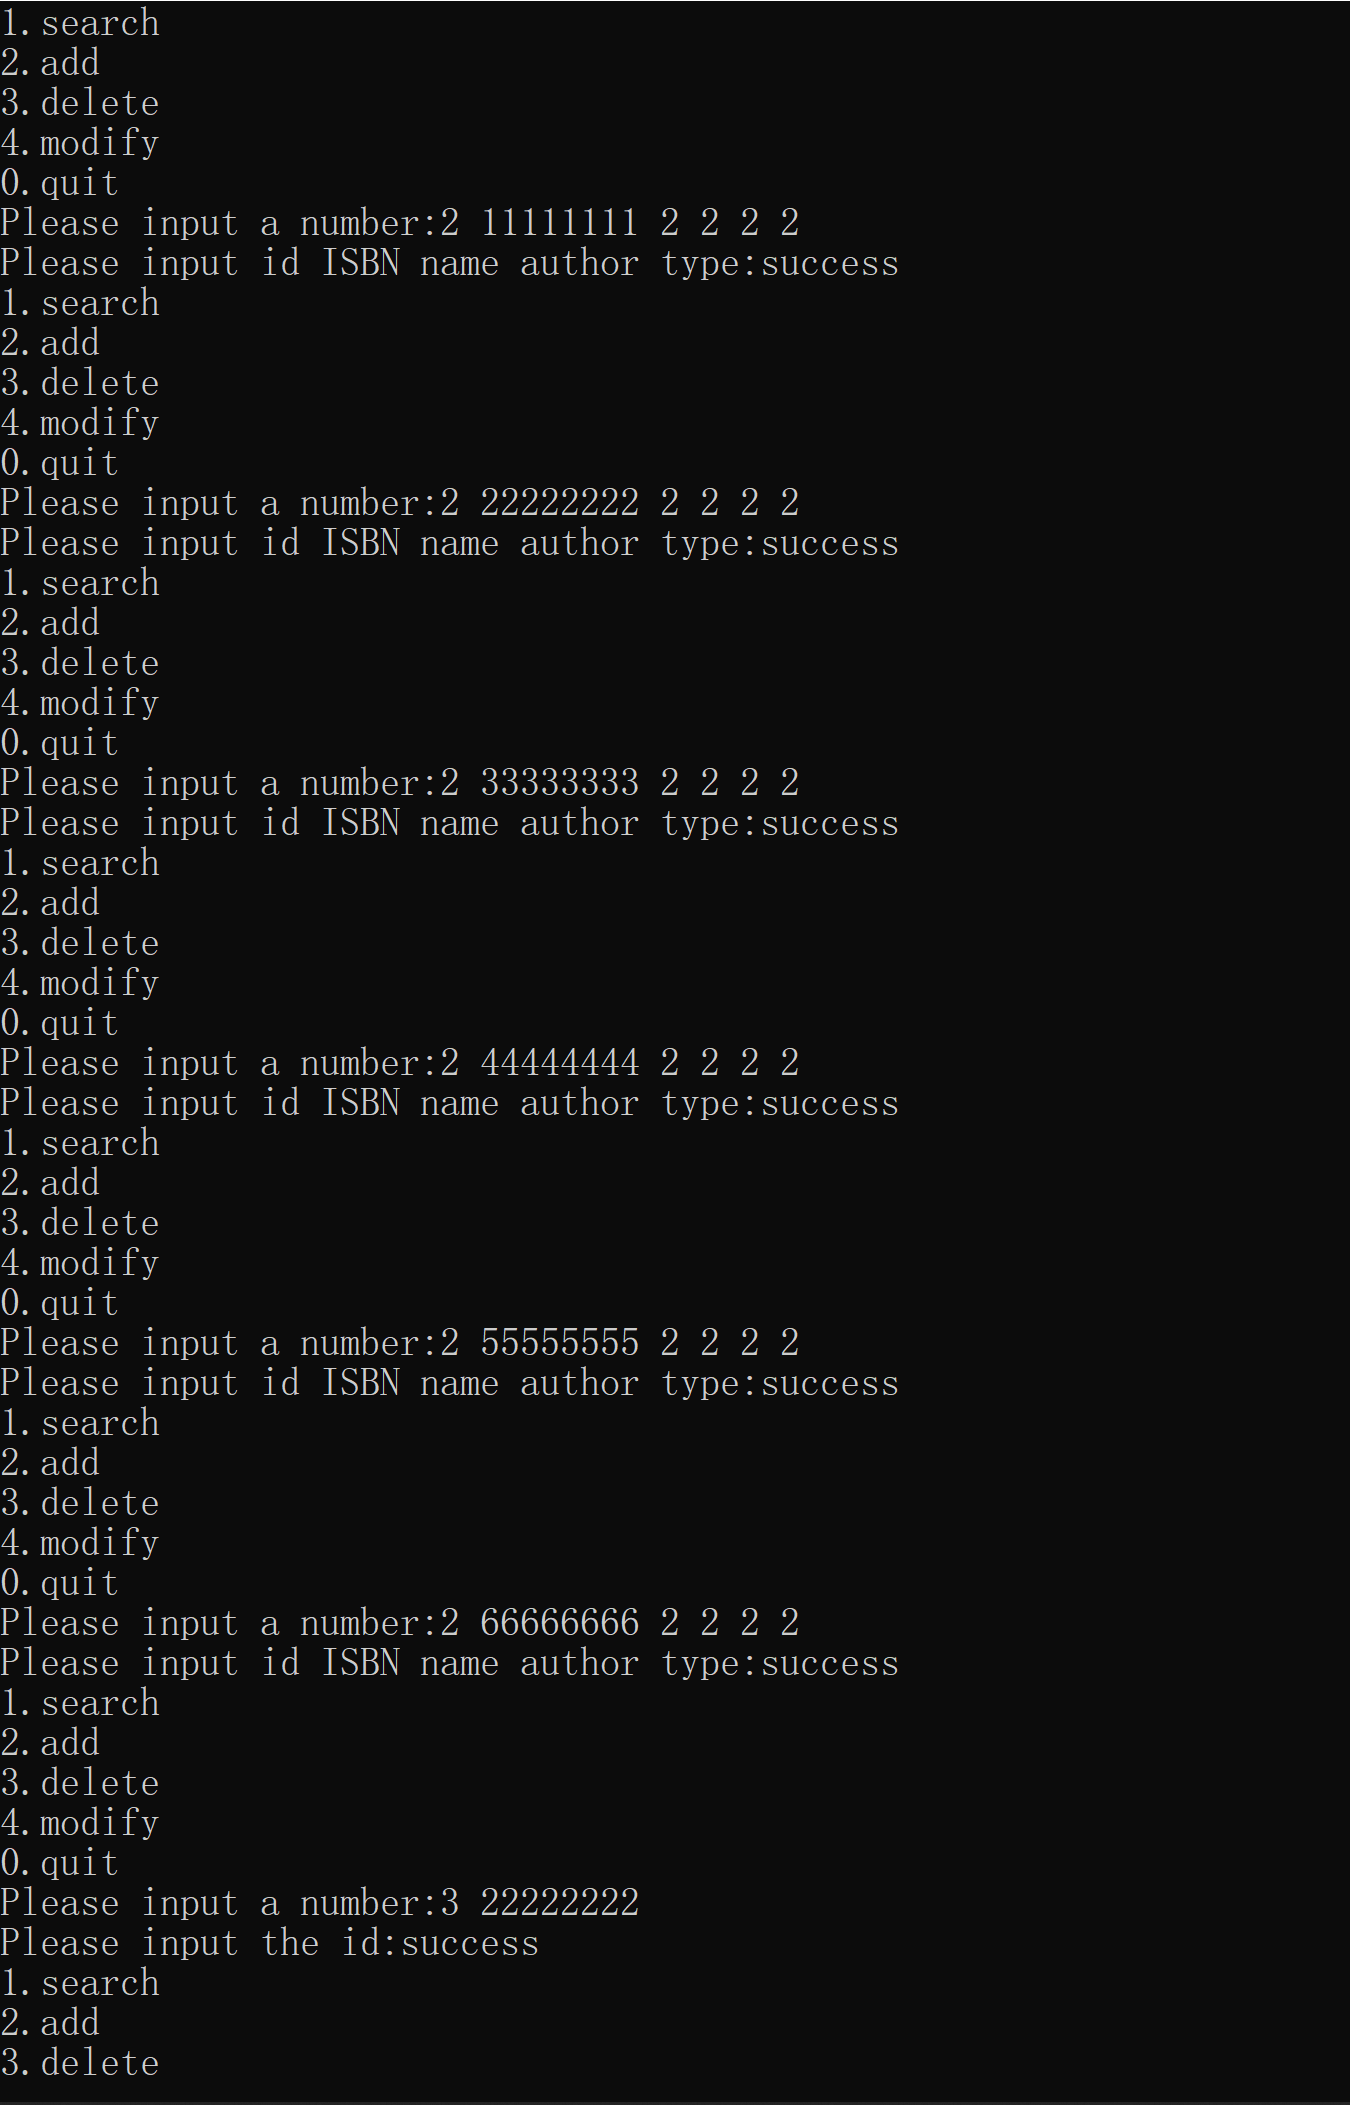 1.search
2.add
3.delete
4.modify
0.quit
Please input a number:2 11111111 2 2 2 2
Please input id ISBN name author type:success
1.search
2.add
3.delete
4.modify
0.quit
Please input a number:2 22222222 2 2 2 2
Please input id ISBN name author type:success
1.search
2.add
3.delete
4.modify
0.quit
Please input a number:2 33333333 2 2 2 2
Please input id ISBN name author type:success
1.search
2.add
3.delete
4.modify
0.quit
Please input a number:2 44444444 2 2 2 2
Please input id ISBN name author type:success
1.search
2.add
3.delete
4.modify
0.quit
Please input a number:2 55555555 2 2 2 2
Please input id ISBN name author type:success
1.search
2.add
3.delete
4.modify
0.quit
Please input a number:2 66666666 2 2 2 2
Please input id ISBN name author type:success
1.search
2.add
3.delete
4.modify
0.quit
Please input a number:3 22222222
Please input the id:success
1.search
2.add
3.delete